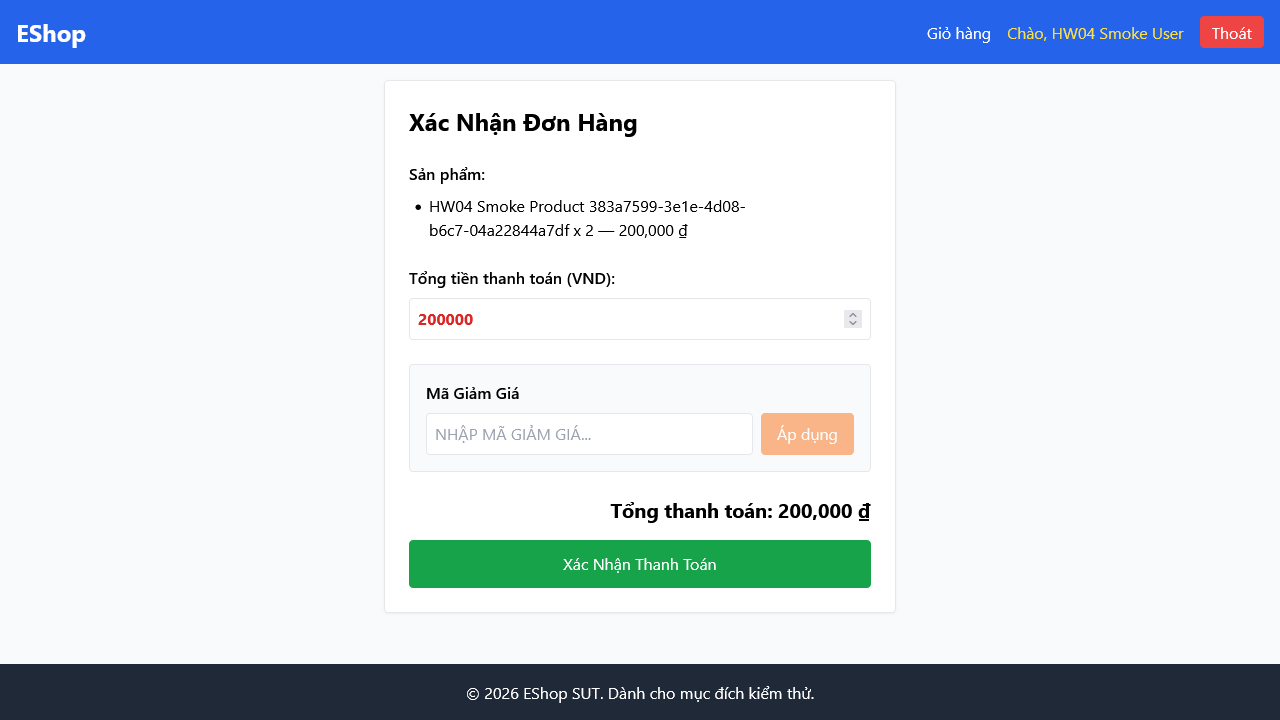 EShop
Giỏ hàng
Chào, HW04 Smoke User
Thoát
Xác Nhận Đơn Hàng
Sản phẩm:
• HW04 Smoke Product 383a7599-3e1e-4d08-
b6c7-04a22844a7df x 2 — 200,000 ₫
Tổng tiền thanh toán (VND):
200000
Mã Giảm Giá
NHẬP MÃ GIẢM GIÁ...
Áp dụng
Tổng thanh toán: 200,000 ₫
Xác Nhận Thanh Toán
© 2026 EShop SUT. Dành cho mục đích kiểm thử.